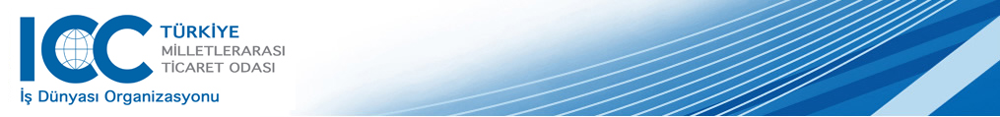 ICC TÜRKİYE
MİLLETLERARASI
TİCARET ODASI
İş Dünyası Organizasyonu